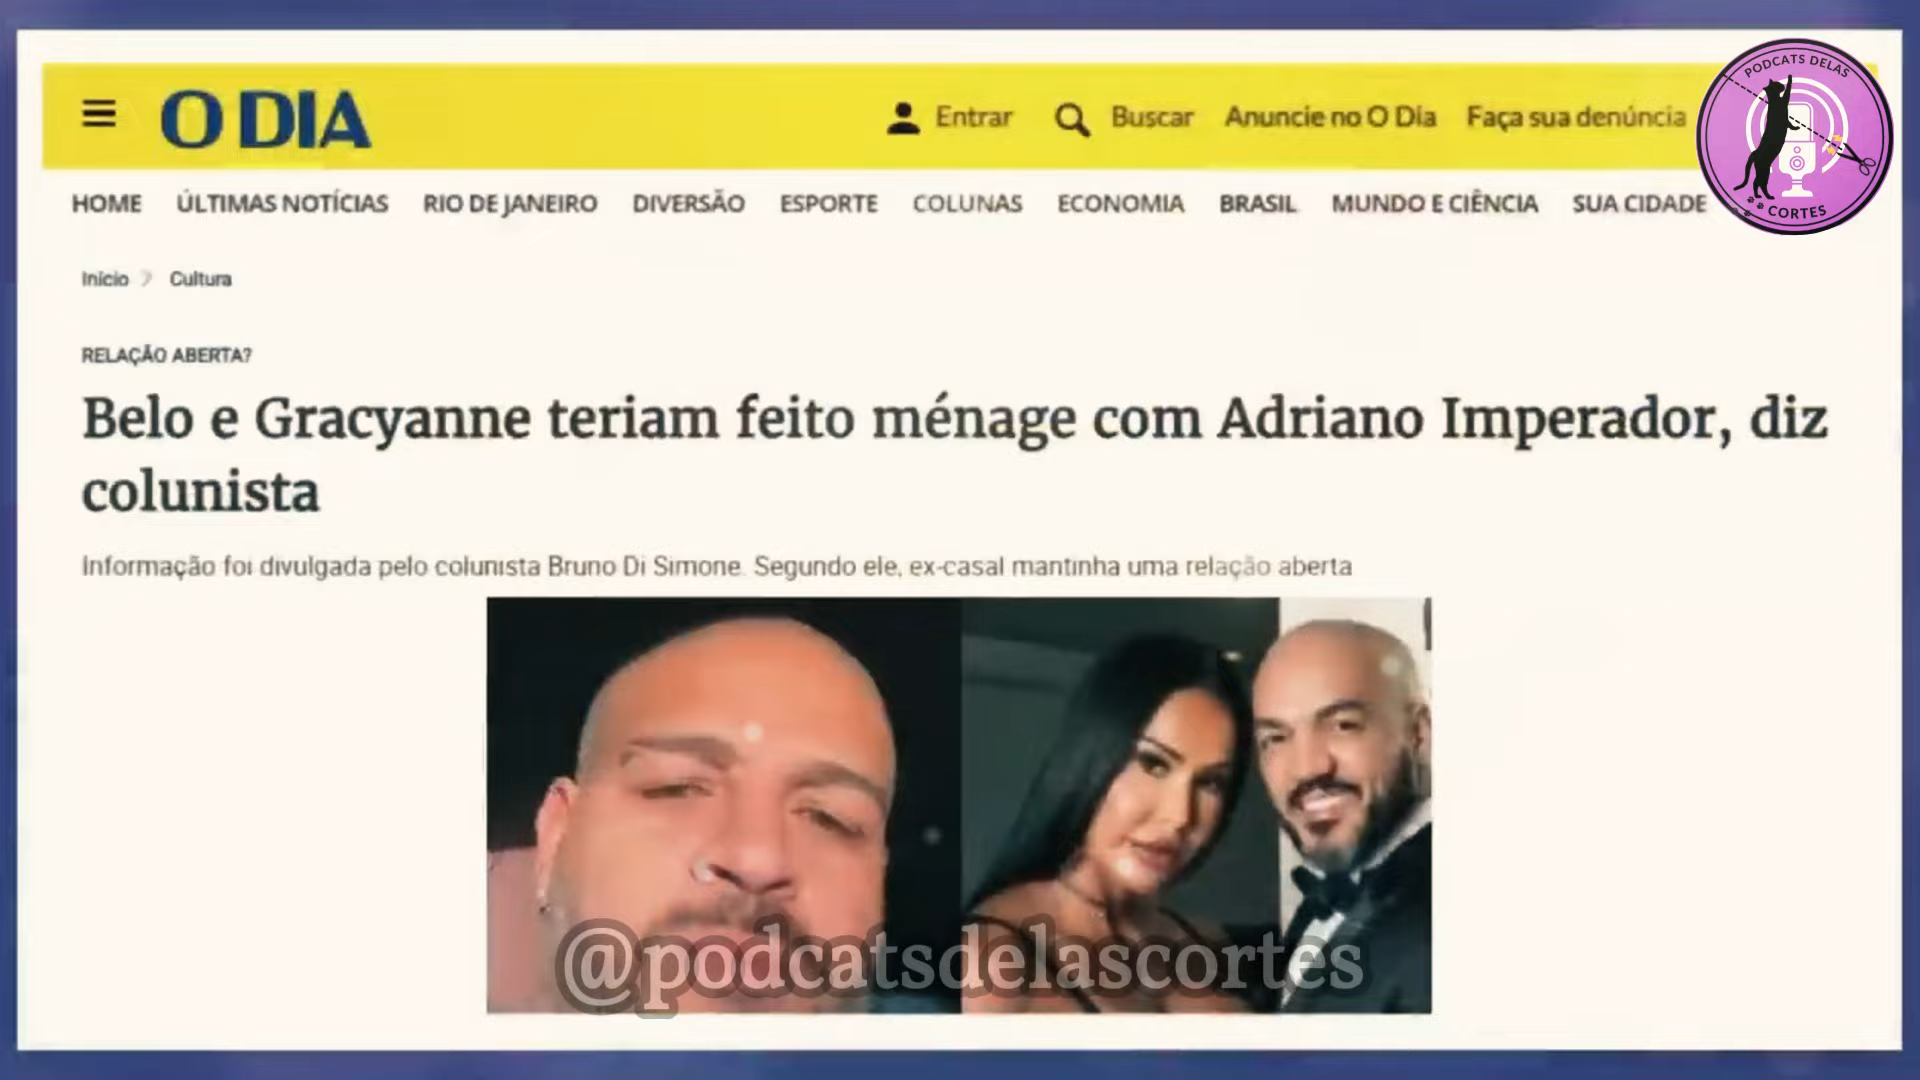 PODCATS DELAS
CORTES
O DIA
Entrar
Buscar
Anuncie no O Dia
Faça sua denúncia
HOME ÚLTIMAS NOTÍCIAS RIO DE JANEIRO DIVERSÃO ESPORTE COLUNAS ECONOMIA BRASIL MUNDO E CIÊNCIA SUA CIDADE
Início > Cultura
RELAÇÃO ABERTA?
Belo e Gracyanne teriam feito ménage com Adriano Imperador, diz
colunista
Informação foi divulgada pelo colunista Bruno Di Simone. Segundo ele, ex-casal mantinha uma relação aberta
@podcatsdelascortes